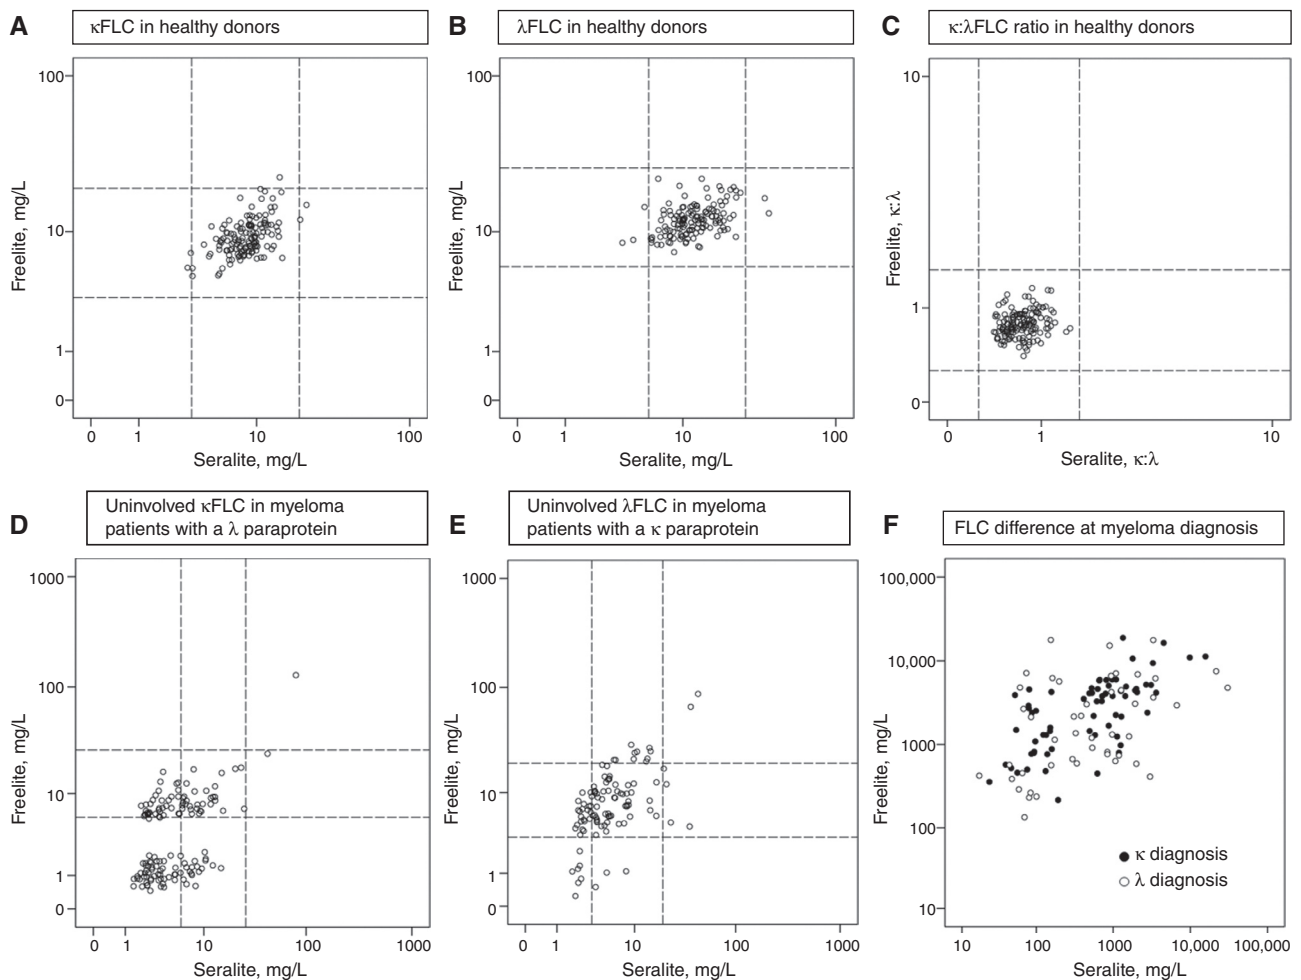 A
κFLC in healthy donors
Freelite, mg/L
100
10
1
0
0 1 10 100
Seralite, mg/L
B
λFLC in healthy donors
Freelite, mg/L
100
10
1
0
0 1 10 100
Seralite, mg/L
C
κ:λFLC ratio in healthy donors
Freelite, κ:λ
10
1
0
0 1 10
Seralite, κ:λ
D
Uninvolved κFLC in myeloma
patients with a λ paraprotein
Freelite, mg/L
1000
100
10
1
0
0 1 10 100 1000
Seralite, mg/L
E
Uninvolved λFLC in myeloma
patients with a κ paraprotein
Freelite, mg/L
1000
100
10
1
0
0 1 10 100 1000
Seralite, mg/L
F
FLC difference at myeloma diagnosis
Freelite, mg/L
100,000
10,000
1000
100
10
κ diagnosis
λ diagnosis
10 100 1000 10,000 100,000
Seralite, mg/L